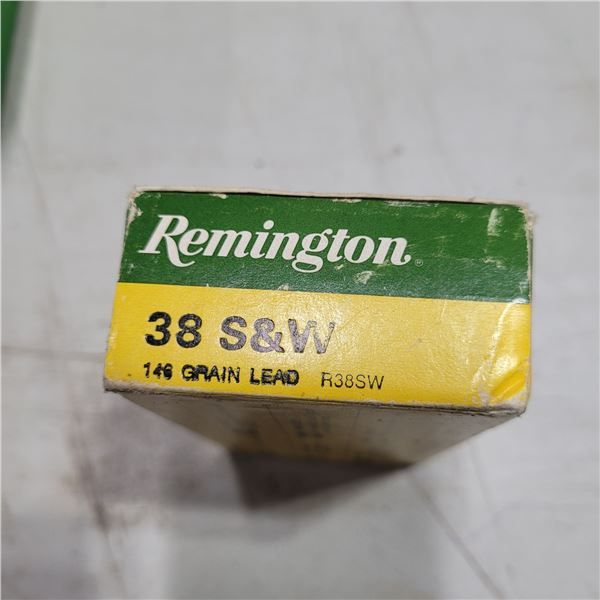 Remington®
38 S&W
146 GRAIN LEAD R38SW